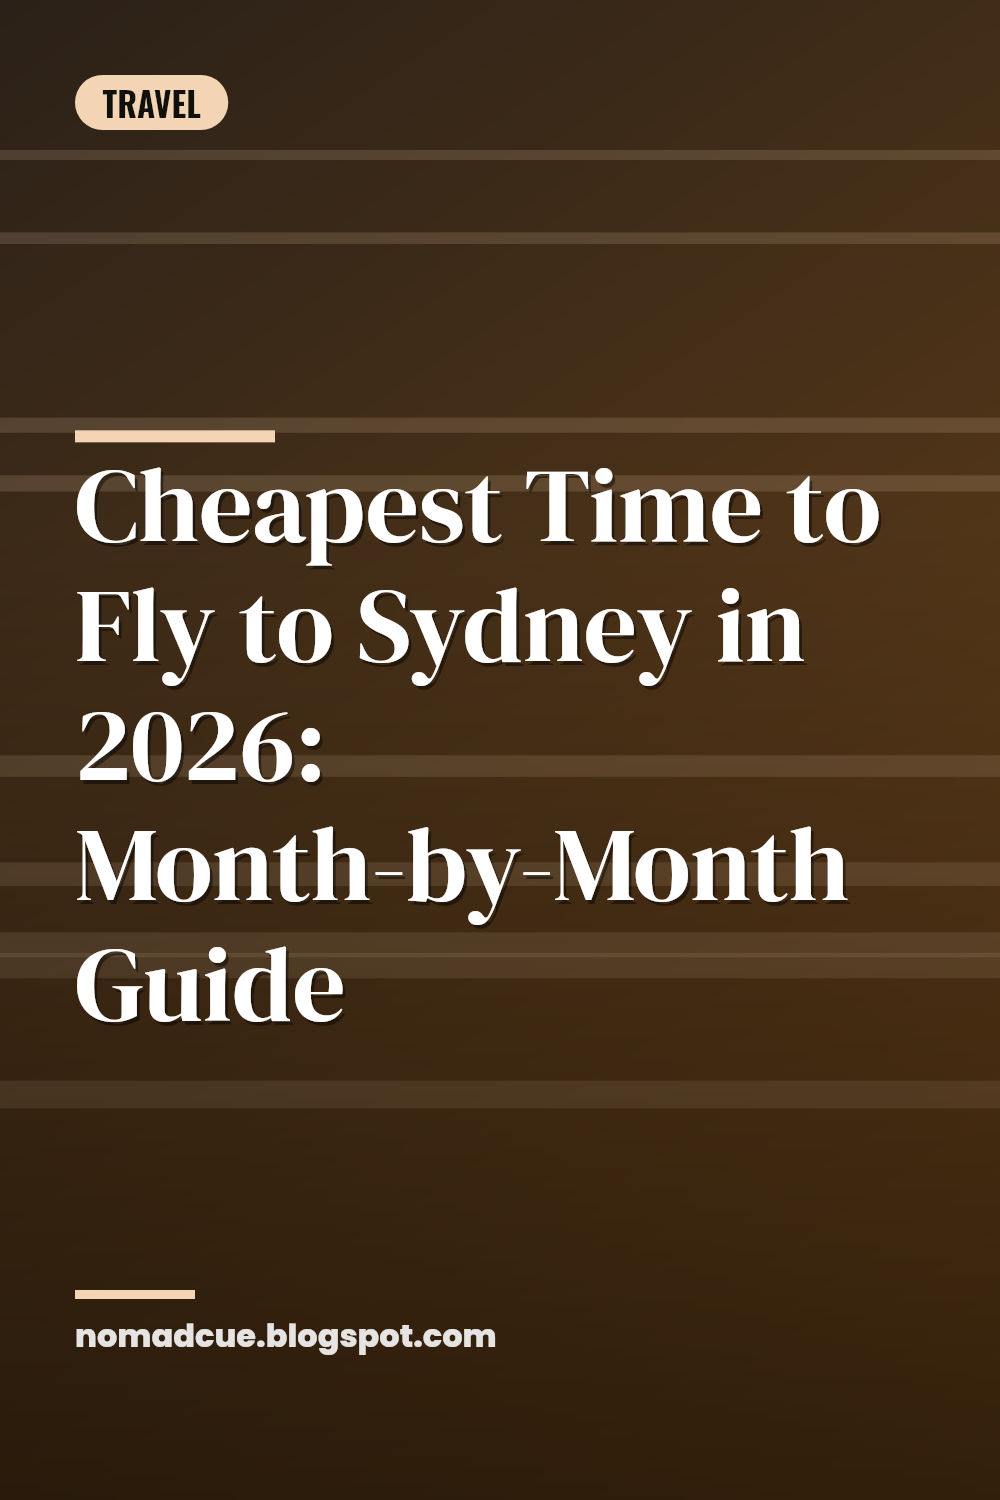 TRAVEL
Cheapest Time to
Fly to Sydney in
2026:
Month-by-Month
Guide
nomadcue.blogspot.com